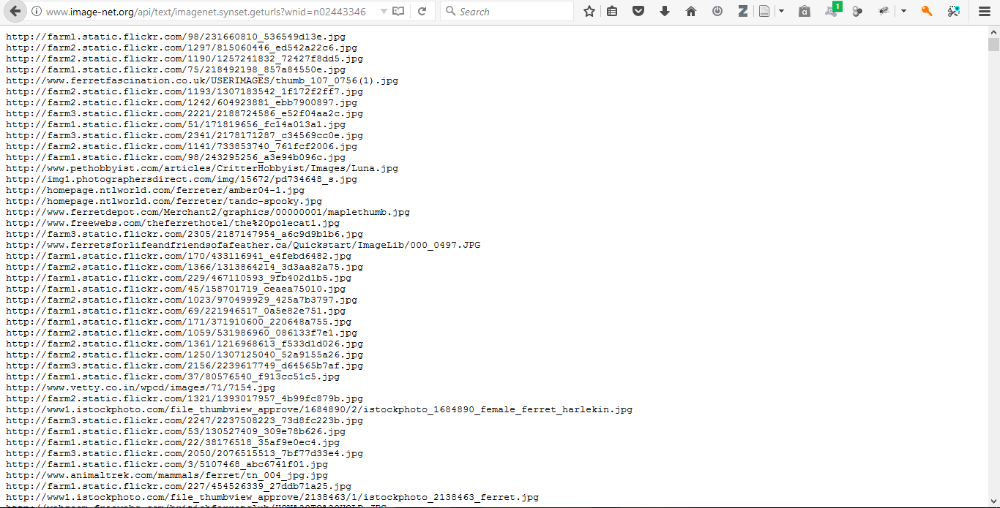 www.image-net.org/api/text/imagenet.synset.geturls?wnid=n02443346
Search
1
http://farm1.static.flickr.com/98/231660810_536549d13e.jpg
http://farm2.static.flickr.com/1297/815060446_ed542a22c6.jpg
http://farm2.static.flickr.com/1190/1257241832_72427f8dd5.jpg
http://farm1.static.flickr.com/75/218492198_857a84550e.jpg
http://www.ferretfascination.co.uk/USERIMAGES/thumb_107_0756(1).jpg
http://farm2.static.flickr.com/1193/1307183542_1f172f2ff7.jpg
http://farm2.static.flickr.com/1242/604923881_ebb7900897.jpg
http://farm3.static.flickr.com/2221/2188724586_e52f04aa2c.jpg
http://farm1.static.flickr.com/51/171819656_fc14a013a1.jpg
http://farm3.static.flickr.com/2341/2178171287_c34569cc0e.jpg
http://farm2.static.flickr.com/1141/733853740_761fcf2006.jpg
http://farm1.static.flickr.com/98/243295256_a3e94b096c.jpg
http://www.pethobbyist.com/articles/CritterHobbyist/Images/Luna.jpg
http://img1.photographersdirect.com/img/15672/pd734648_s.jpg
http://homepage.ntlworld.com/ferreter/amber04-1.jpg
http://homepage.ntlworld.com/ferreter/tandc-spooky.jpg
http://www.ferretdepot.com/Merchant2/graphics/00000001/maplethumb.jpg
http://www.freewebs.com/theferrethotel/the%20polecat1.jpg
http://farm3.static.flickr.com/2305/2187147954_a6c9d9b1b6.jpg
http://www.ferretsforlifeandfriendsofafeather.ca/Quickstart/ImageLib/000_0497.JPG
http://farm1.static.flickr.com/170/433116941_e4febd6482.jpg
http://farm2.static.flickr.com/1366/1313864214_3d3aa82a75.jpg
http://farm1.static.flickr.com/229/467110593_9fb402d1b5.jpg
http://farm1.static.flickr.com/45/158701719_ceaea75010.jpg
http://farm2.static.flickr.com/1023/970499929_425a7b3797.jpg
http://farm1.static.flickr.com/69/221946517_0a5e82e751.jpg
http://farm1.static.flickr.com/171/371910600_220648a755.jpg
http://farm2.static.flickr.com/1059/531986960_086133f7e1.jpg
http://farm2.static.flickr.com/1361/1216968613_f533d1d026.jpg
http://farm2.static.flickr.com/1250/1307125040_52a9155a26.jpg
http://farm3.static.flickr.com/2156/2239617749_d64565b7af.jpg
http://farm1.static.flickr.com/37/80576540_f913cc51c5.jpg
http://www.vetty.co.in/wpcd/images/71/7154.jpg
http://farm2.static.flickr.com/1321/1393017957_4b99fc879b.jpg
http://www1.istockphoto.com/file_thumbview_approve/1684890/2/istockphoto_1684890_female_ferret_harlekin.jpg
http://farm3.static.flickr.com/2247/2237508223_73d8fc223b.jpg
http://farm1.static.flickr.com/53/130527409_309e78b626.jpg
http://farm1.static.flickr.com/22/38176518_35af9e0ec4.jpg
http://farm3.static.flickr.com/2050/2076515513_7bf77d33e4.jpg
http://farm1.static.flickr.com/3/5107468_abc6741f01.jpg
http://www.animaltrek.com/mammals/ferret/tn_004_jpg.jpg
http://farm1.static.flickr.com/227/454526339_27ddb71a25.jpg
http://www1.istockphoto.com/file_thumbview_approve/2138463/1/istockphoto_2138463_ferret.jpg